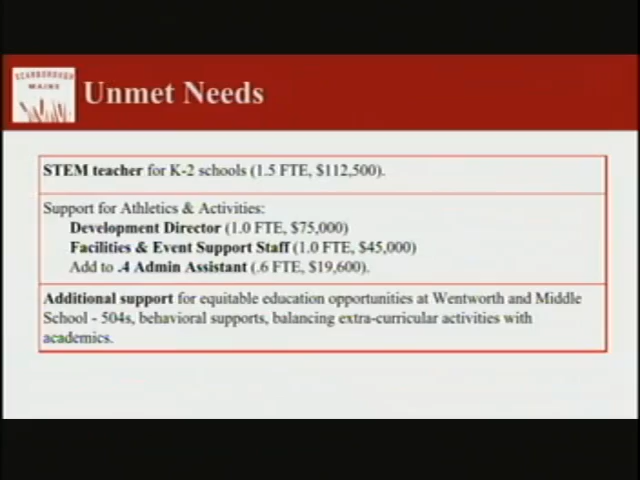 SCARBOROUGH
MAINE
Unmet Needs
STEM teacher for K-2 schools (1.5 FTE, $112,500).
Support for Athletics & Activities:
Development Director (1.0 FTE, $75,000)
Facilities & Event Support Staff (1.0 FTE, $45,000)
Add to .4 Admin Assistant (.6 FTE, $19,600).
Additional support for equitable education opportunities at Wentworth and Middle
School - 504s, behavioral supports, balancing extra-curricular activities with
academics.